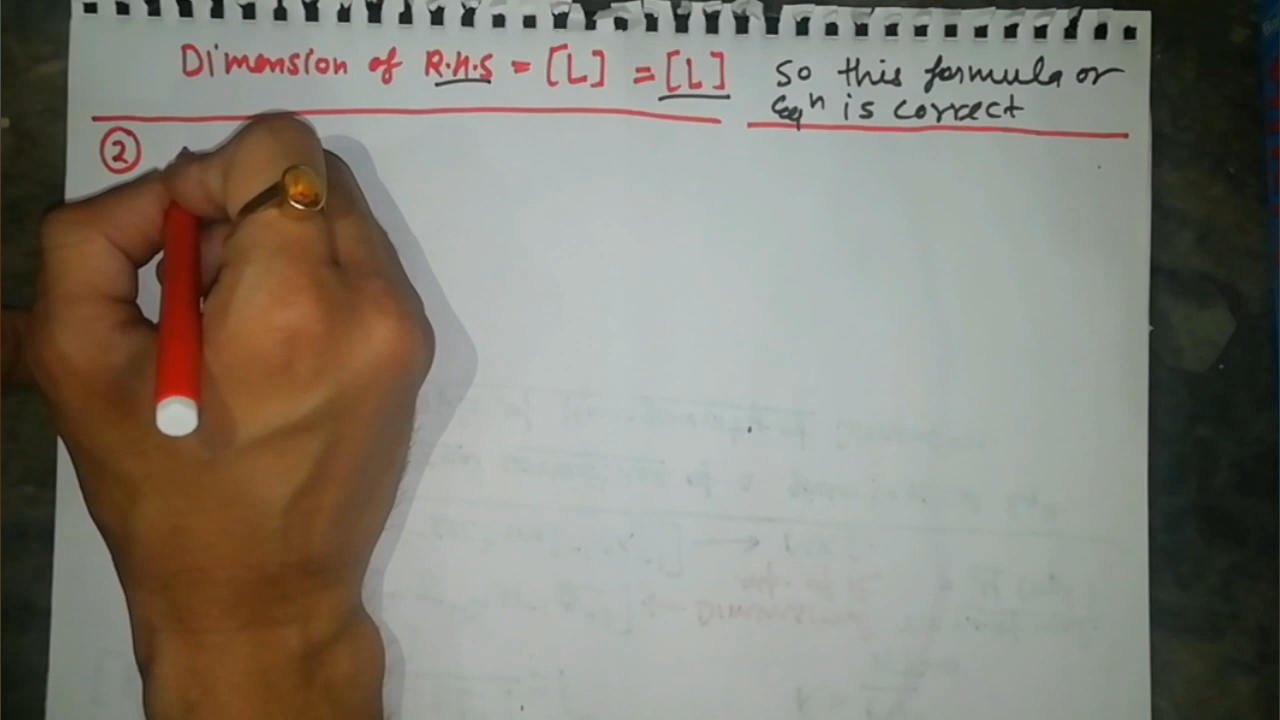 Dimension of R.H.S = [L] = [L] so this formula or
Eqⁿ is correct
②